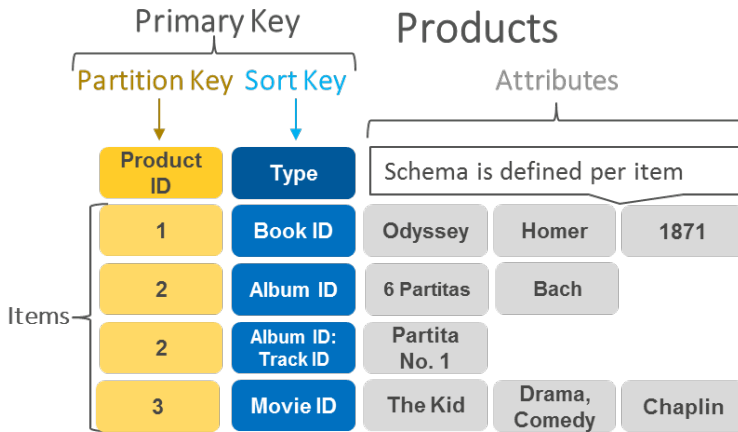 Primary Key
Products
Partition Key
Sort Key
Attributes
Product
ID
Type
Schema is defined per item
Items
1
Book ID
Odyssey
Homer
1871
2
Album ID
6 Partitas
Bach
2
Album ID:
Track ID
Partita
No. 1
3
Movie ID
The Kid
Drama,
Comedy
Chaplin